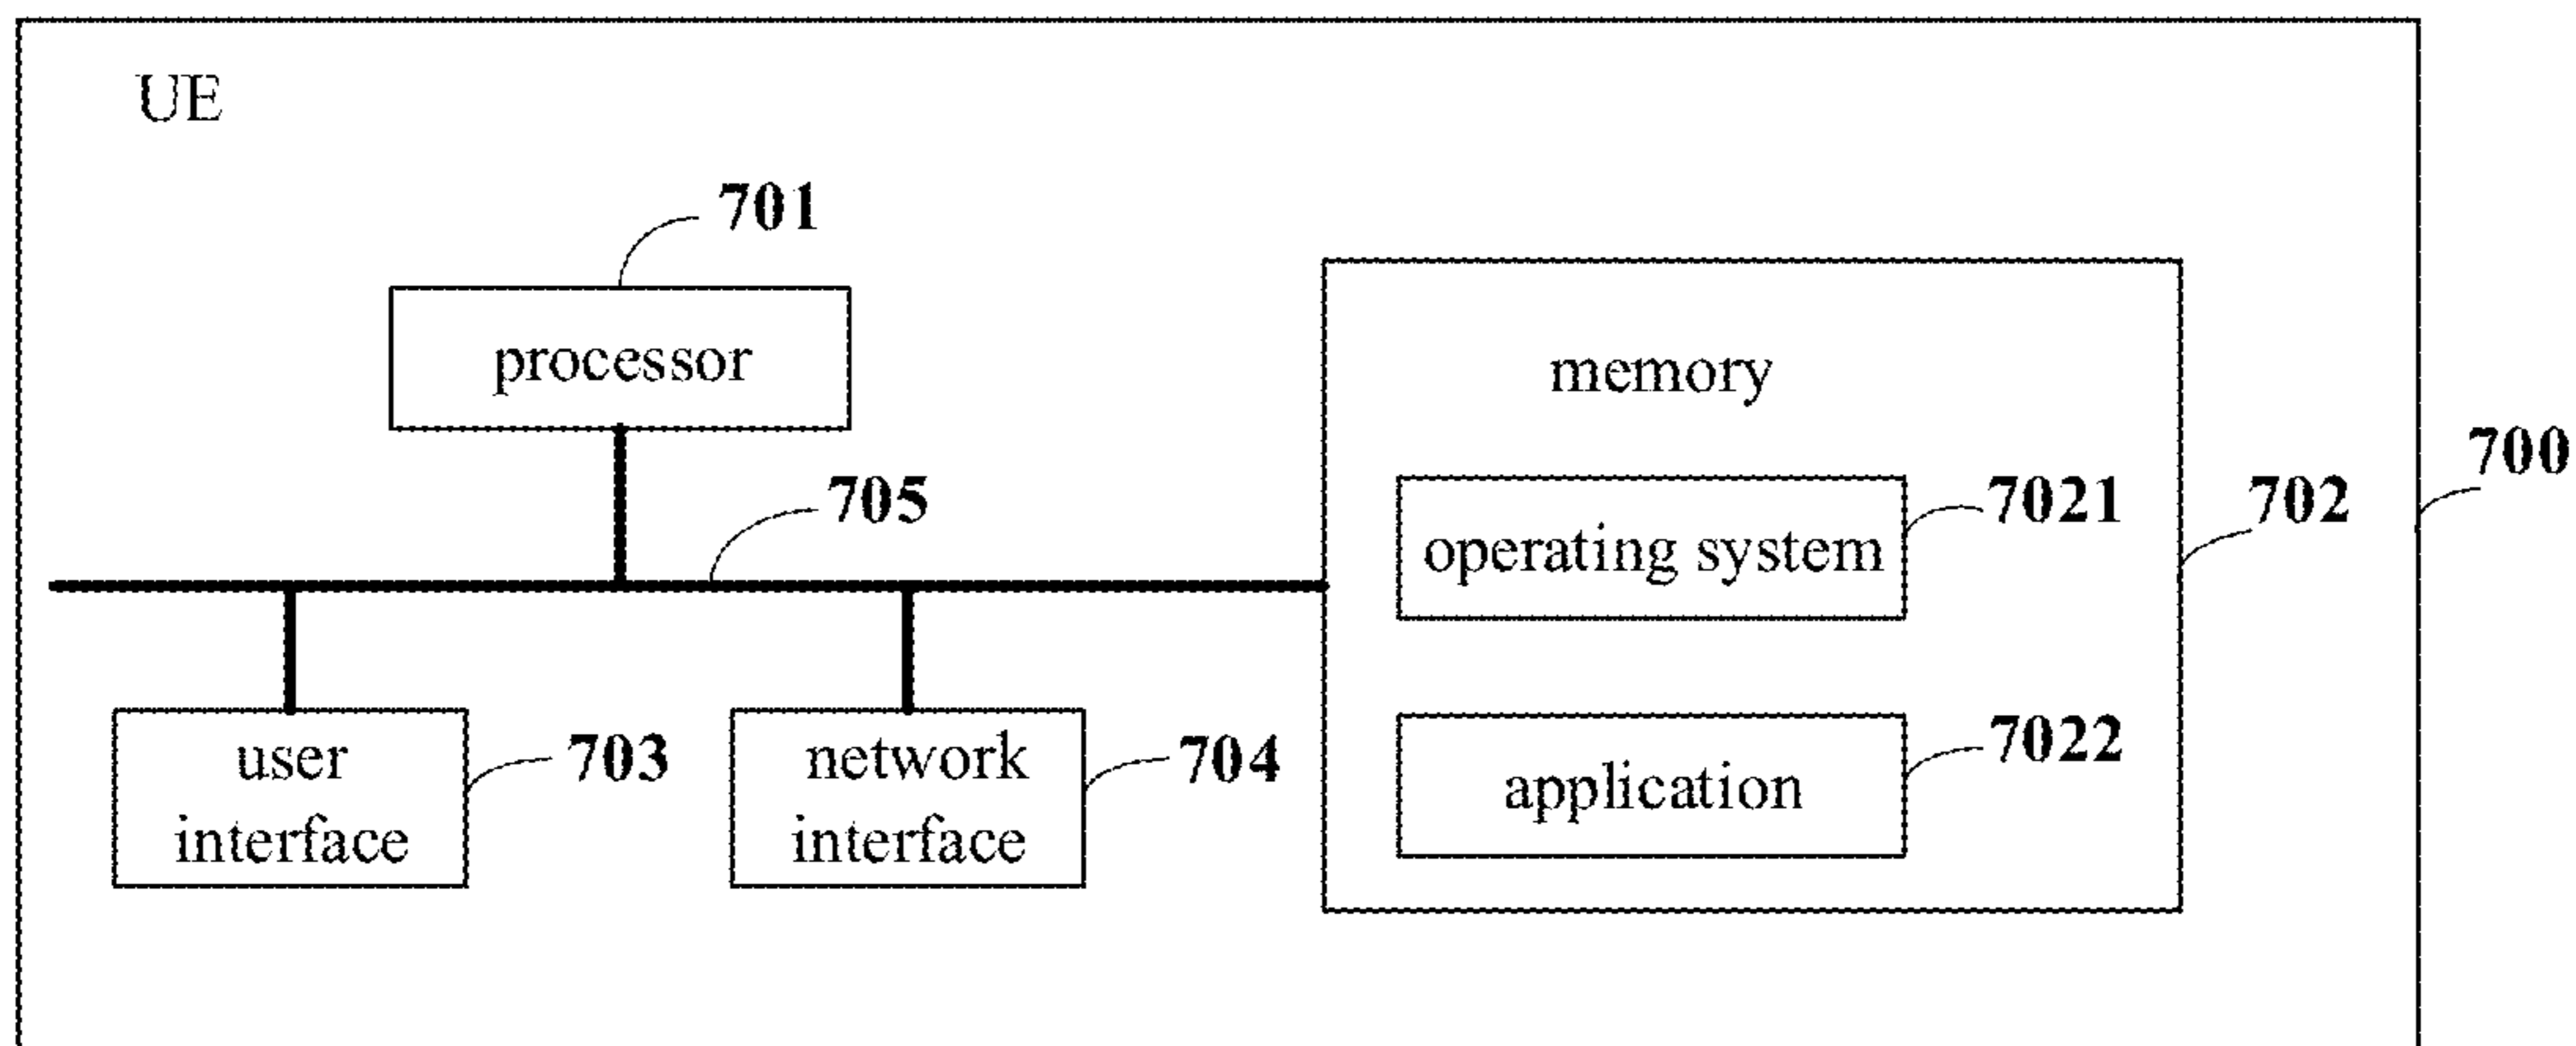 UE
701
processor
memory
700
705
7021
702
operating system
703
user
interface
704
network
interface
7022
application